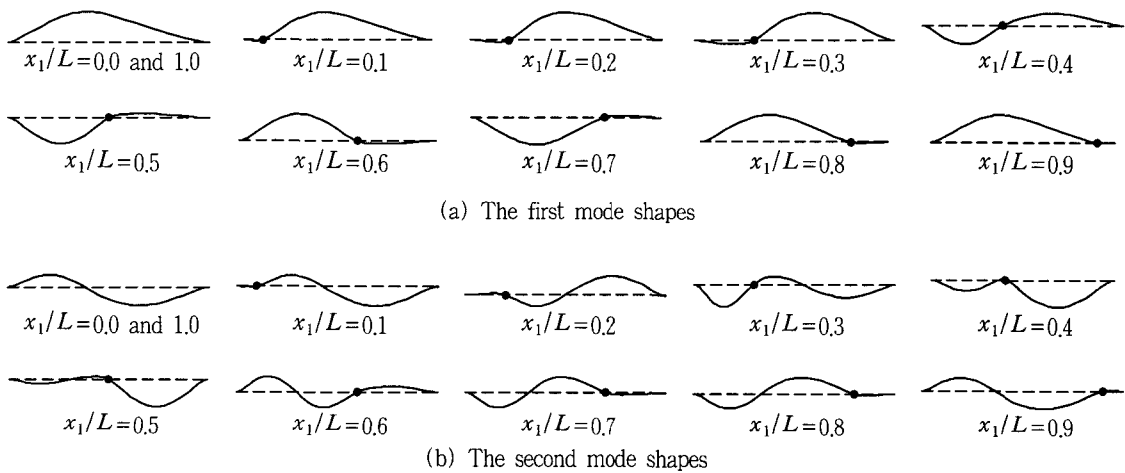 x₁/L=0.0 and 1.0 x₁/L=0.1 x₁/L=0.2 x₁/L=0.3 x₁/L=0.4
x₁/L=0.5 x₁/L=0.6 x₁/L=0.7 x₁/L=0.8 x₁/L=0.9
(a) The first mode shapes
x₁/L=0.0 and 1.0 x₁/L=0.1 x₁/L=0.2 x₁/L=0.3 x₁/L=0.4
x₁/L=0.5 x₁/L=0.6 x₁/L=0.7 x₁/L=0.8 x₁/L=0.9
(b) The second mode shapes